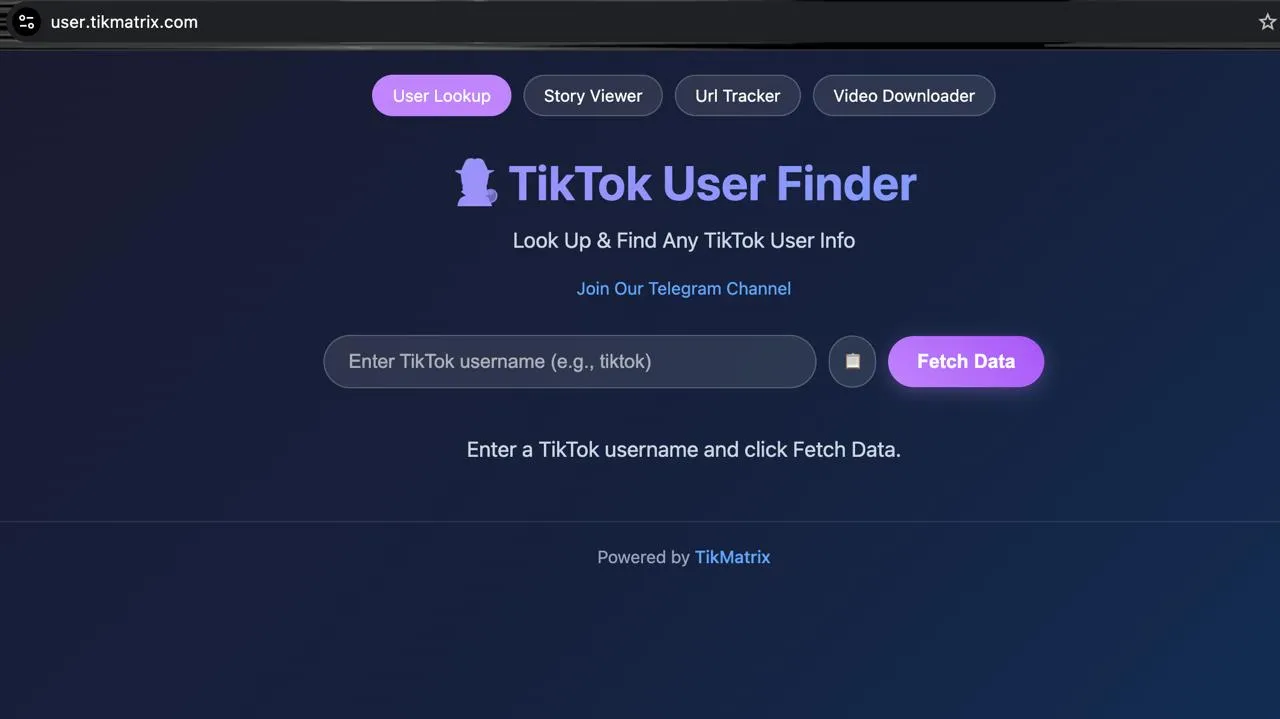 user.tikmatrix.com
User Lookup Story Viewer Url Tracker Video Downloader
TikTok User Finder
Look Up & Find Any TikTok User Info
Join Our Telegram Channel
Enter TikTok username (e.g., tiktok) Fetch Data
Enter a TikTok username and click Fetch Data.
Powered by TikMatrix